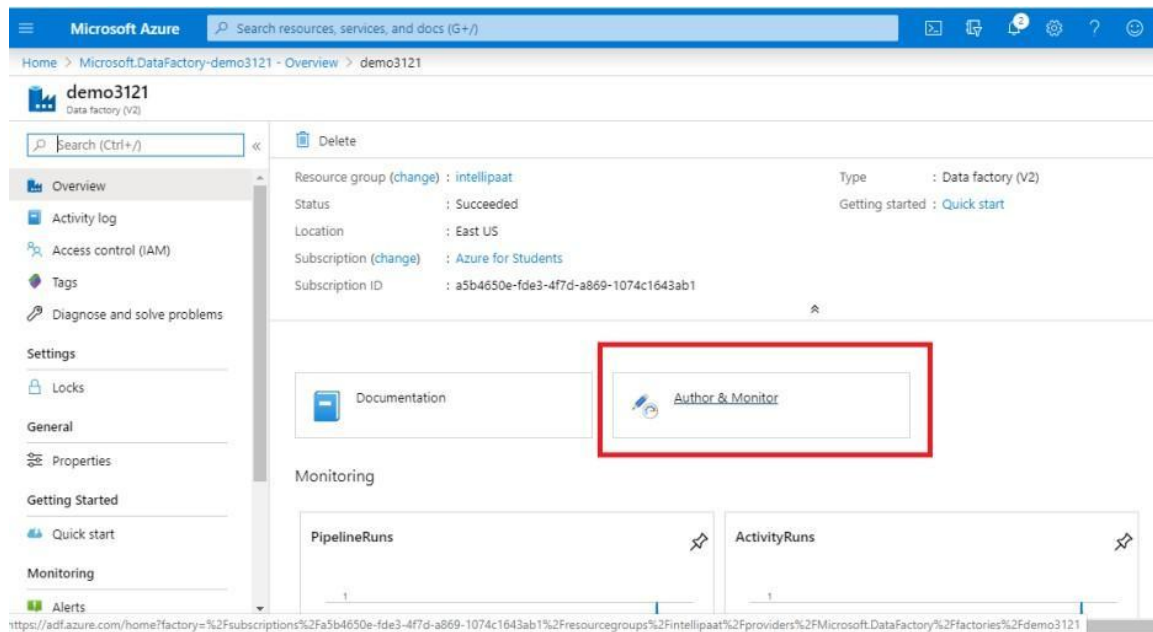 Microsoft Azure
Search resources, services, and docs (G+/)
2
Home > Microsoft.DataFactory-demo3121 - Overview > demo3121
demo3121
Data factory (V2)
Search (Ctrl+/)
«
Delete
Overview
Activity log
Access control (IAM)
Tags
Diagnose and solve problems
Settings
Locks
General
Properties
Getting Started
Quick start
Monitoring
Alerts
Resource group (change) : intellipaat
Status : Succeeded
Location : East US
Subscription (change) : Azure for Students
Subscription ID : a5b4650e-fde3-4f7d-a869-1074c1643ab1
Type : Data factory (V2)
Getting started : Quick start
Documentation
Author & Monitor
Monitoring
PipelineRuns
1
ActivityRuns
1
https://adf.azure.com/home?factory=%2Fsubscriptions%2Fa5b4650e-fde3-4f7d-a869-1074c1643ab1%2Fresourcegroups%2Fintellipaat%2Fproviders%2FMicrosoft.DataFactory%2Ffactories%2Fdemo3121